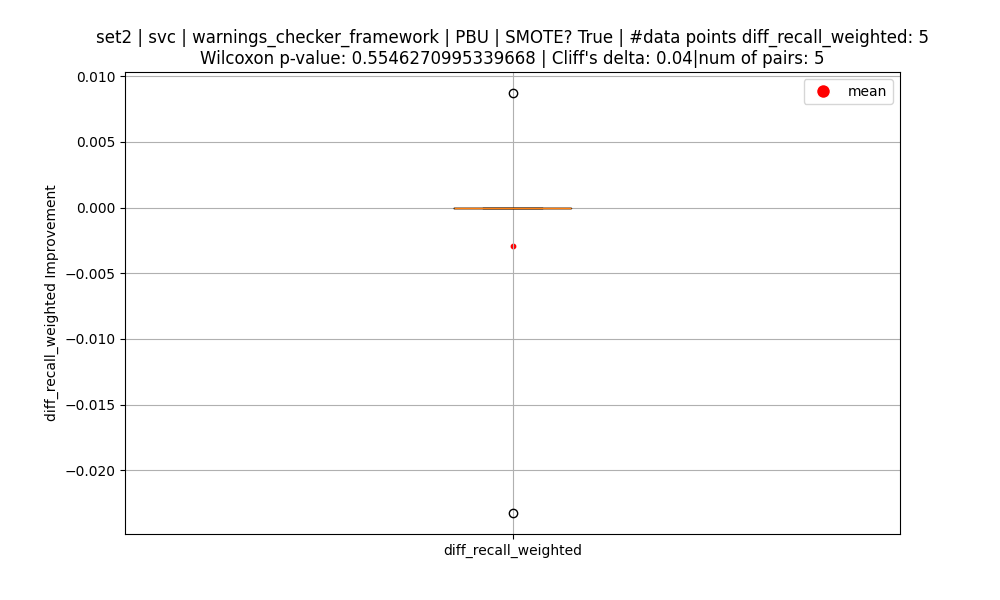 set2 | svc | warnings_checker_framework | PBU | SMOTE? True | #data points diff_recall_weighted: 5
Wilcoxon p-value: 0.5546270995339668 | Cliff's delta: 0.04|num of pairs: 5
mean
0.010
0.005
0.000
−0.005
−0.010
−0.015
−0.020
diff_recall_weighted Improvement
diff_recall_weighted